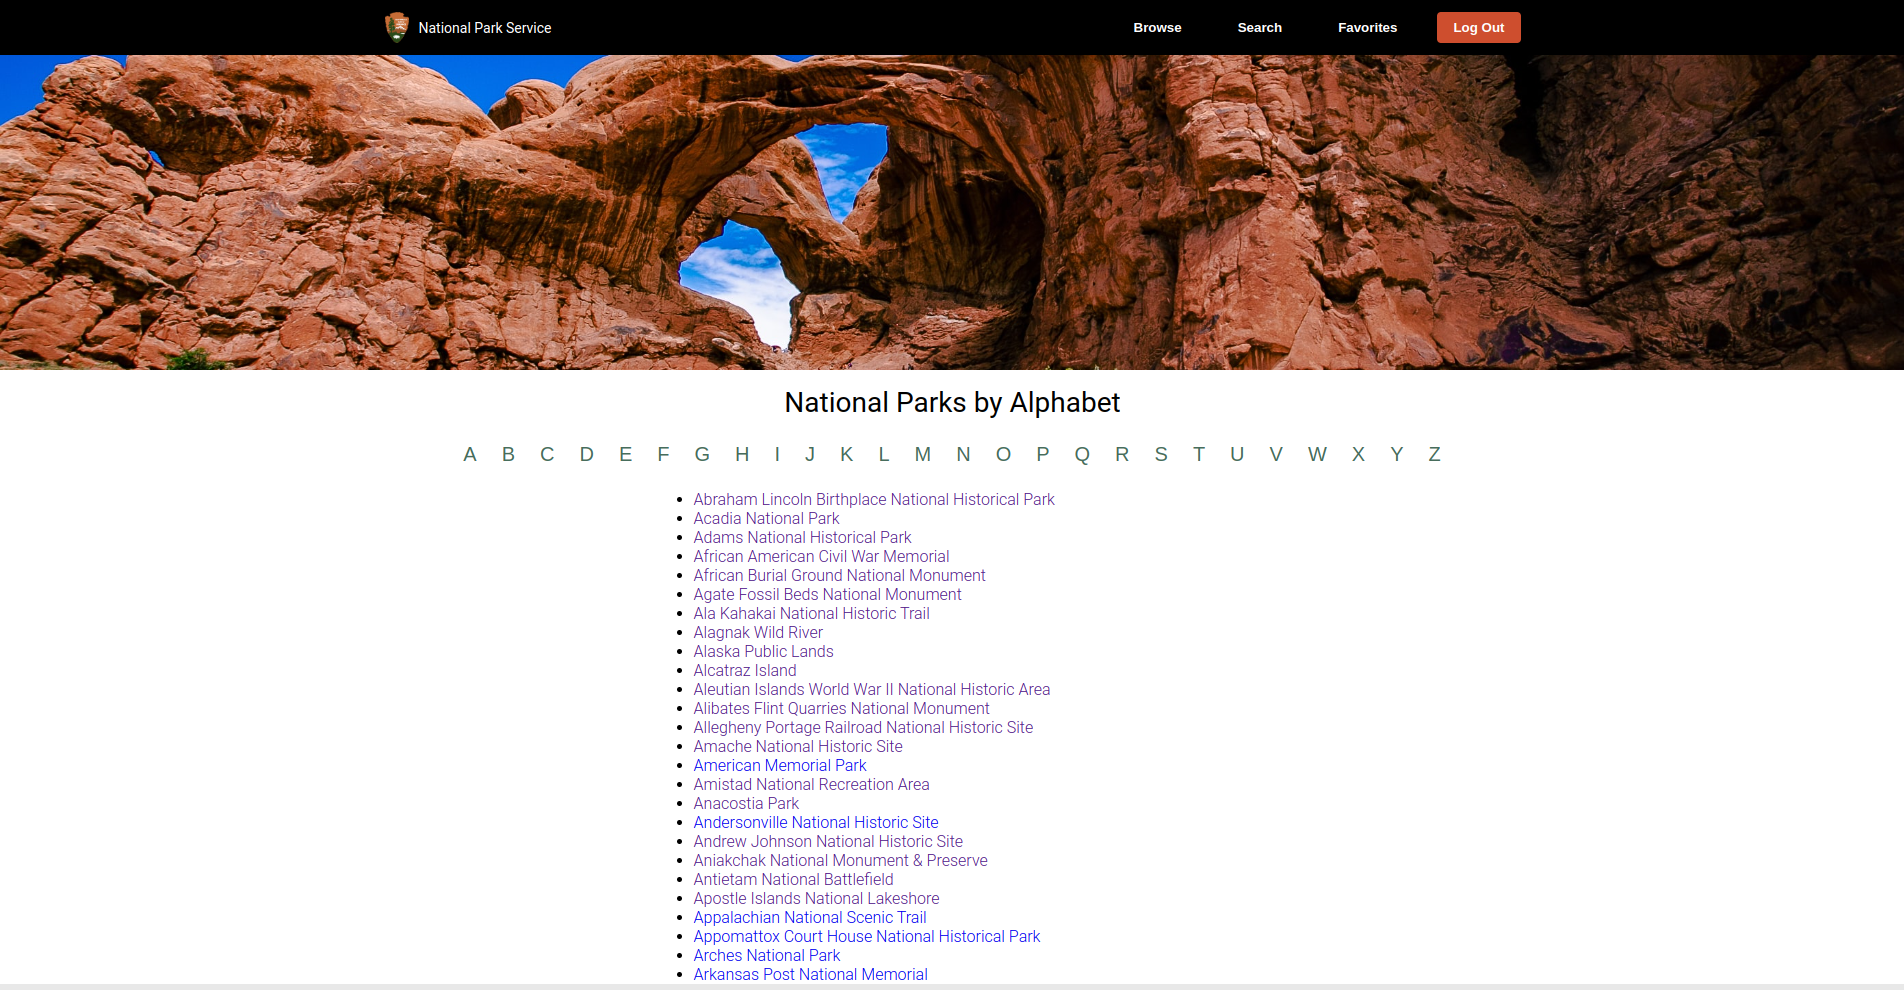 National Park Service
Browse
Search
Favorites
Log Out
National Parks by Alphabet
A B C D E F G H I J K L M N O P Q R S T U V W X Y Z
Abraham Lincoln Birthplace National Historical Park
Acadia National Park
Adams National Historical Park
African American Civil War Memorial
African Burial Ground National Monument
Agate Fossil Beds National Monument
Ala Kahakai National Historic Trail
Alagnak Wild River
Alaska Public Lands
Alcatraz Island
Aleutian Islands World War II National Historic Area
Alibates Flint Quarries National Monument
Allegheny Portage Railroad National Historic Site
Amache National Historic Site
American Memorial Park
Amistad National Recreation Area
Anacostia Park
Andersonville National Historic Site
Andrew Johnson National Historic Site
Aniakchak National Monument & Preserve
Antietam National Battlefield
Apostle Islands National Lakeshore
Appalachian National Scenic Trail
Appomattox Court House National Historical Park
Arches National Park
Arkansas Post National Memorial